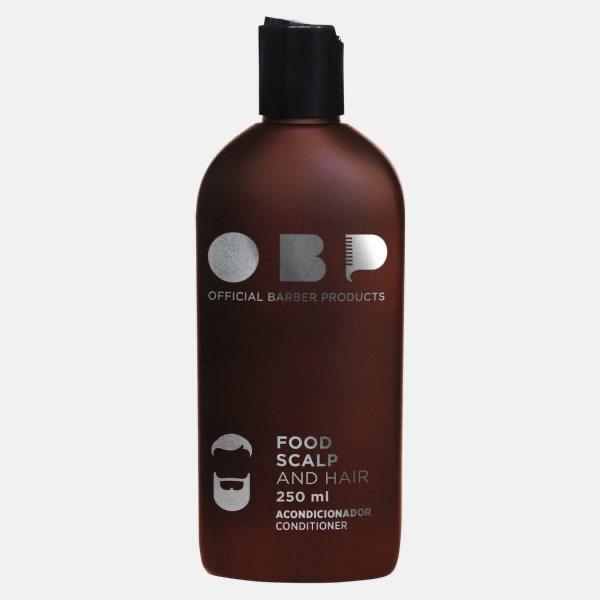 OBP
OFFICIAL BARBER PRODUCTS
FOOD
SCALP
AND HAIR
250 ml
ACONDICIONADOR
CONDITIONER